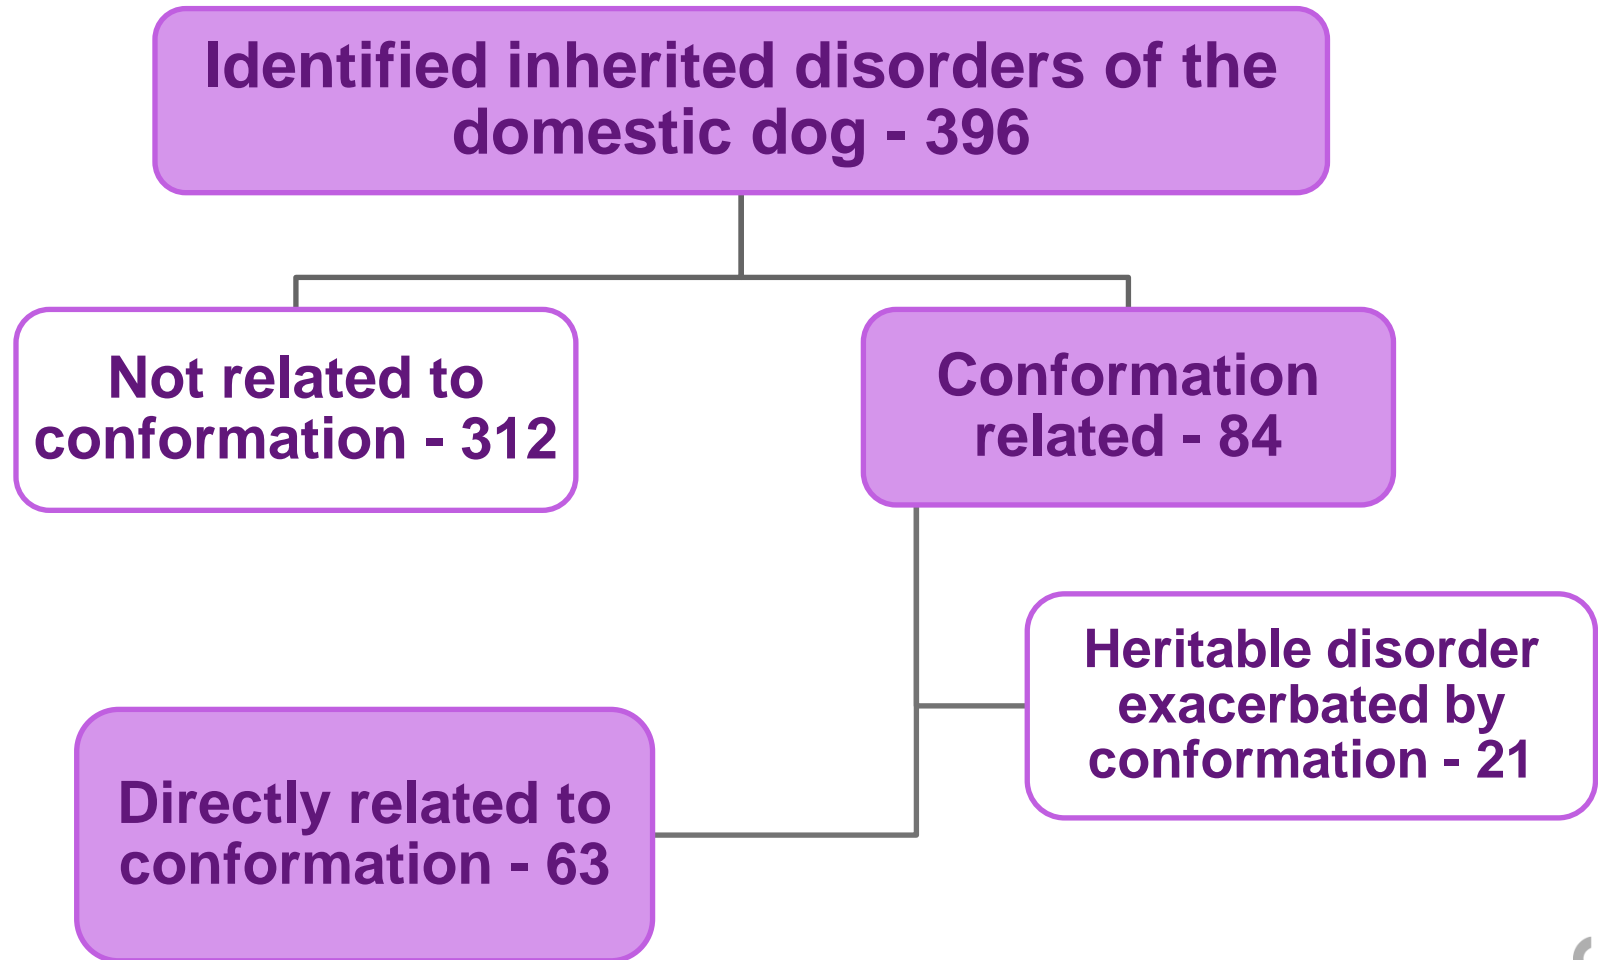 Identified inherited disorders of the
domestic dog - 396
Not related to
conformation - 312
Conformation
related - 84
Heritable disorder
exacerbated by
conformation - 21
Directly related to
conformation - 63